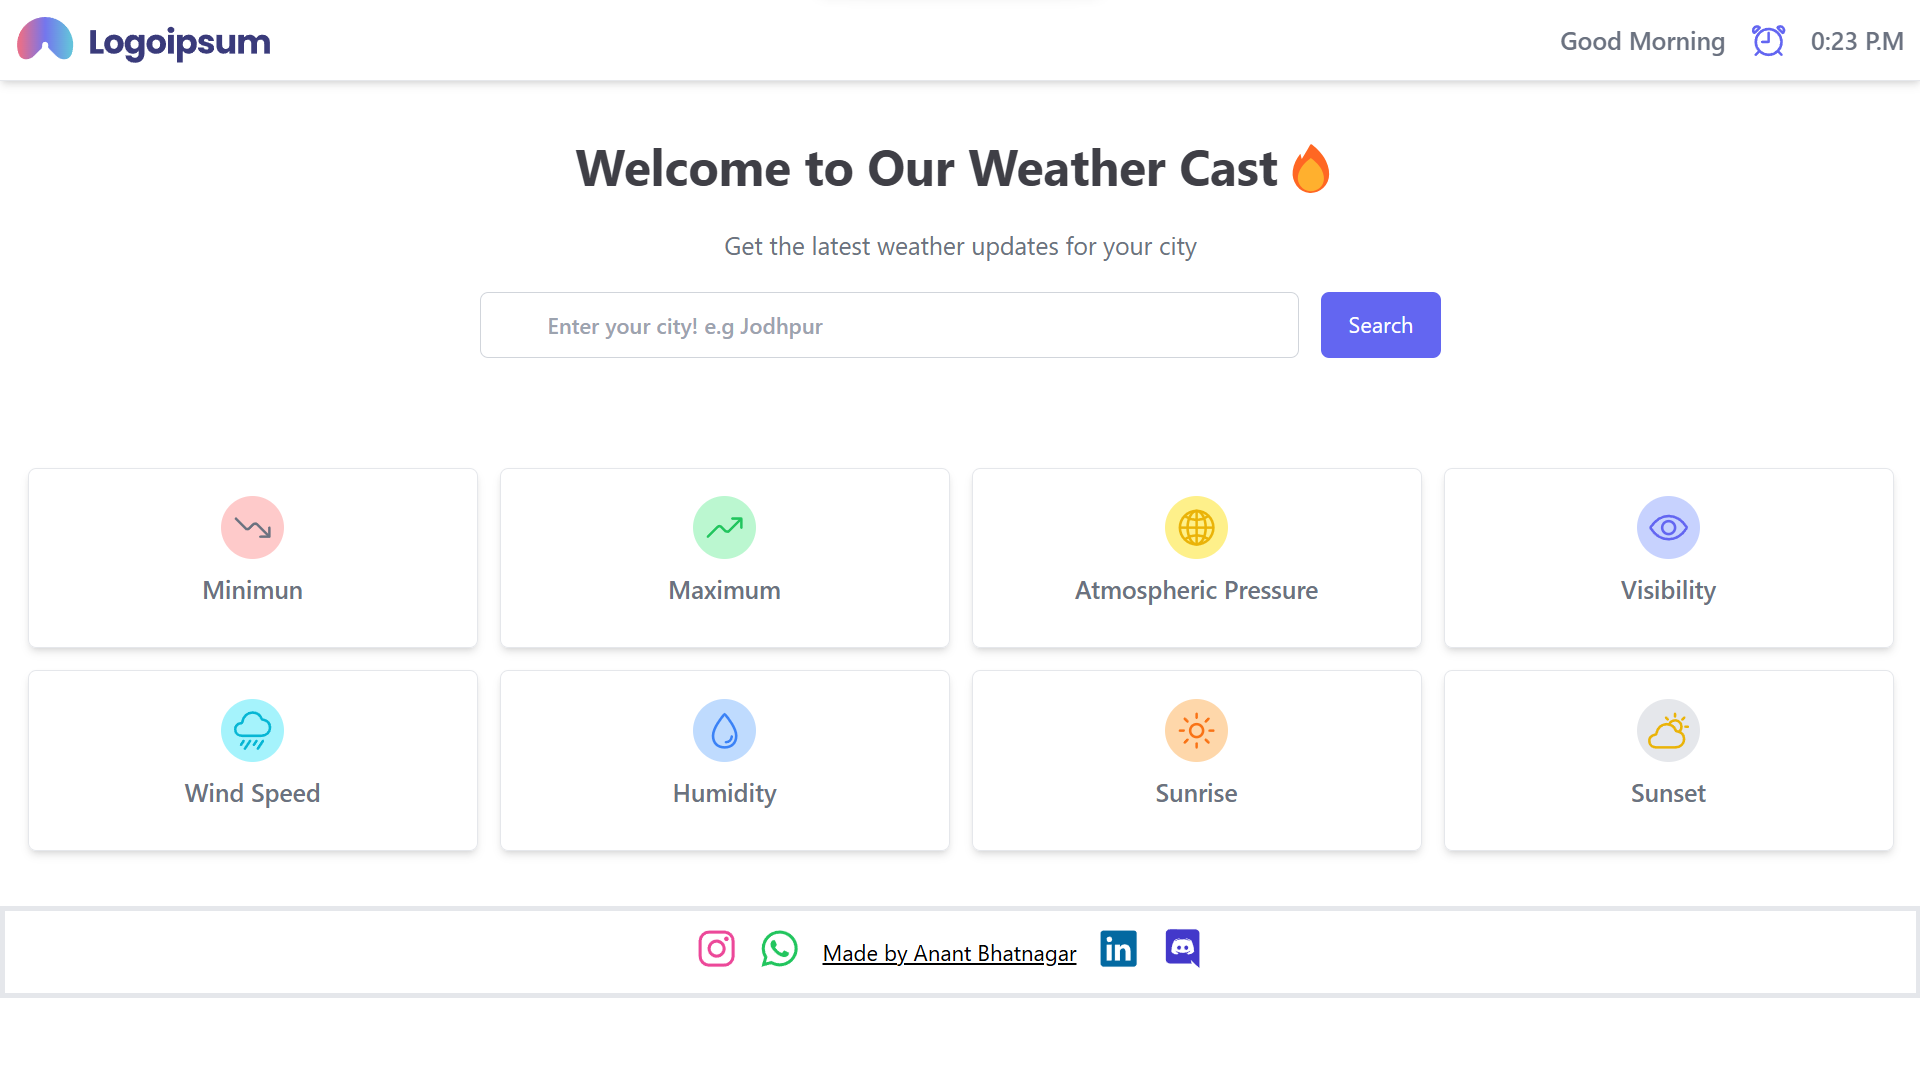 Logoipsum
Good Morning 0:23 P.M
Welcome to Our Weather Cast🔥
Get the latest weather updates for your city
Enter your city! e.g Jodhpur
Search
Minimun
Maximum
Atmospheric Pressure
Visibility
Wind Speed
Humidity
Sunrise
Sunset
Made by Anant Bhatnagar
in